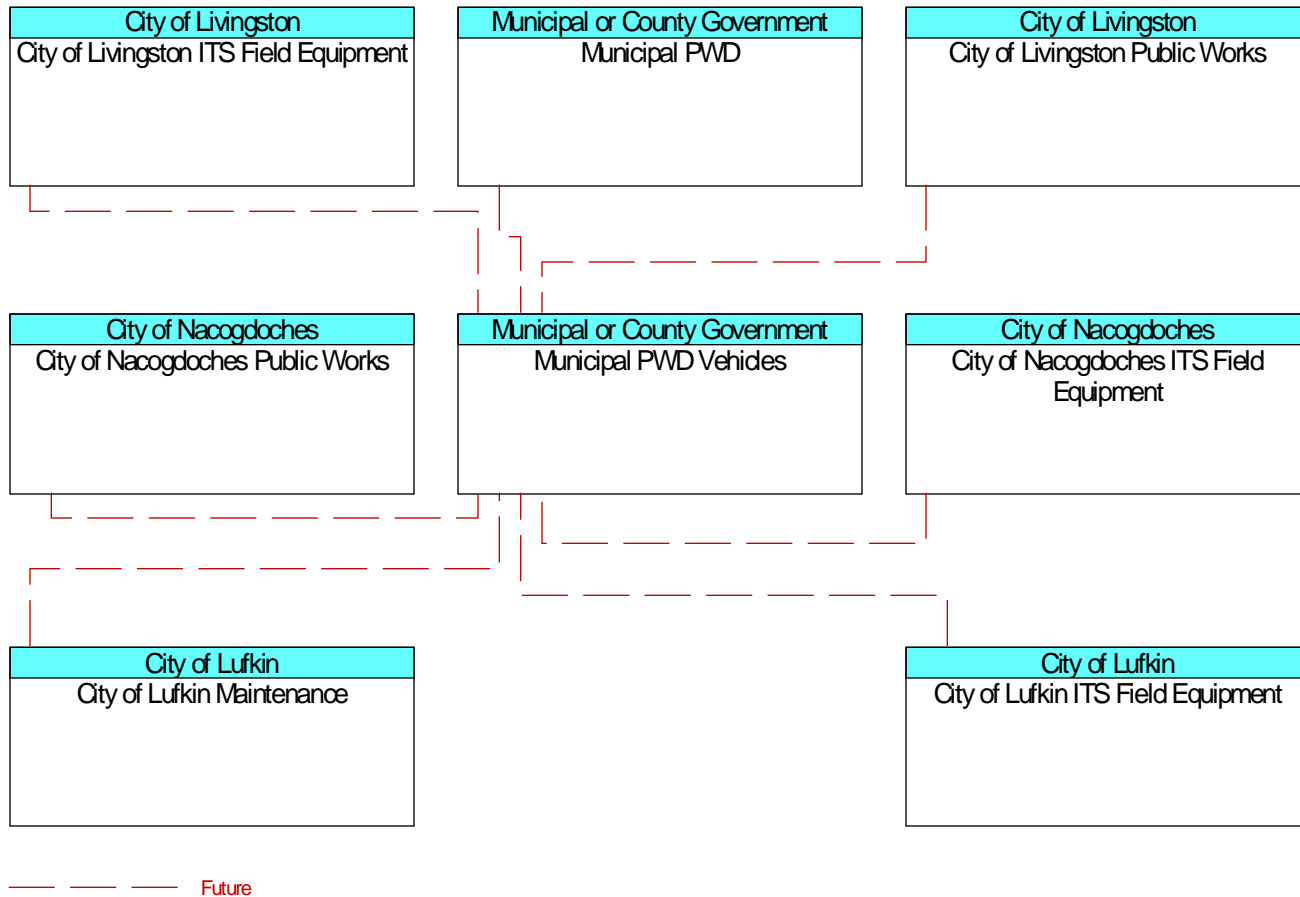 City of Livingston
City of Livingston ITS Field Equipment
Municipal or County Government
Municipal PWD
City of Livingston
City of Livingston Public Works
City of Nacogdoches
City of Nacogdoches Public Works
Municipal or County Government
Municipal PWD Vehicles
City of Nacogdoches
City of Nacogdoches ITS Field
Equipment
City of Lufkin
City of Lufkin Maintenance
City of Lufkin
City of Lufkin ITS Field Equipment
Future